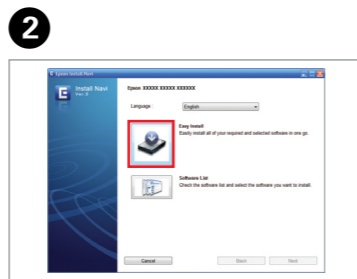 2
Epson Install Navi
Install Navi
Ver. 8
Epson XXXXX XXXXX XXXXXX
Language :
English
Easy Install
Easily install all of your required and selected software in one go.
Software List
Check the software list and select the software you want to install.
Cancel
Back
Next